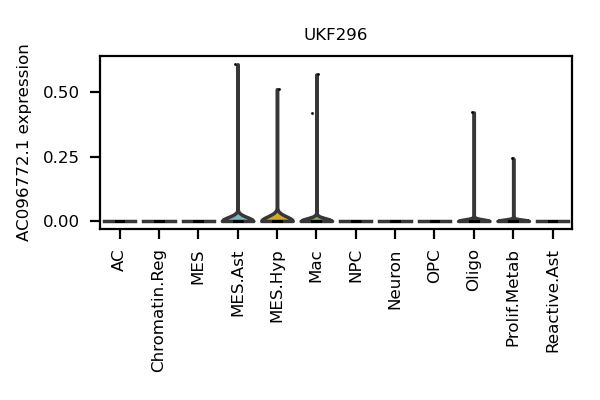 UKF296
AC096772.1 expression
0.50
0.25
0.00
AC
Chromatin.Reg
MES
MES.Ast
MES.Hyp
Mac
NPC
Neuron
OPC
Oligo
Prolif.Metab
Reactive.Ast